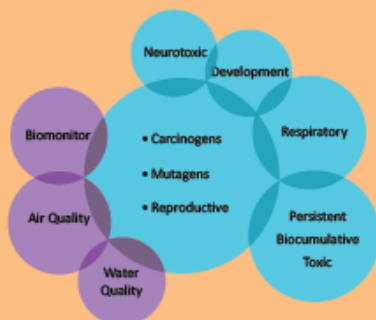 Neurotoxic
Development
Respiratory
Persistent
Biocumulative
Toxic
• Carcinogens
• Mutagens
• Reproductive
Biomonitor
Air Quality
Water
Quality